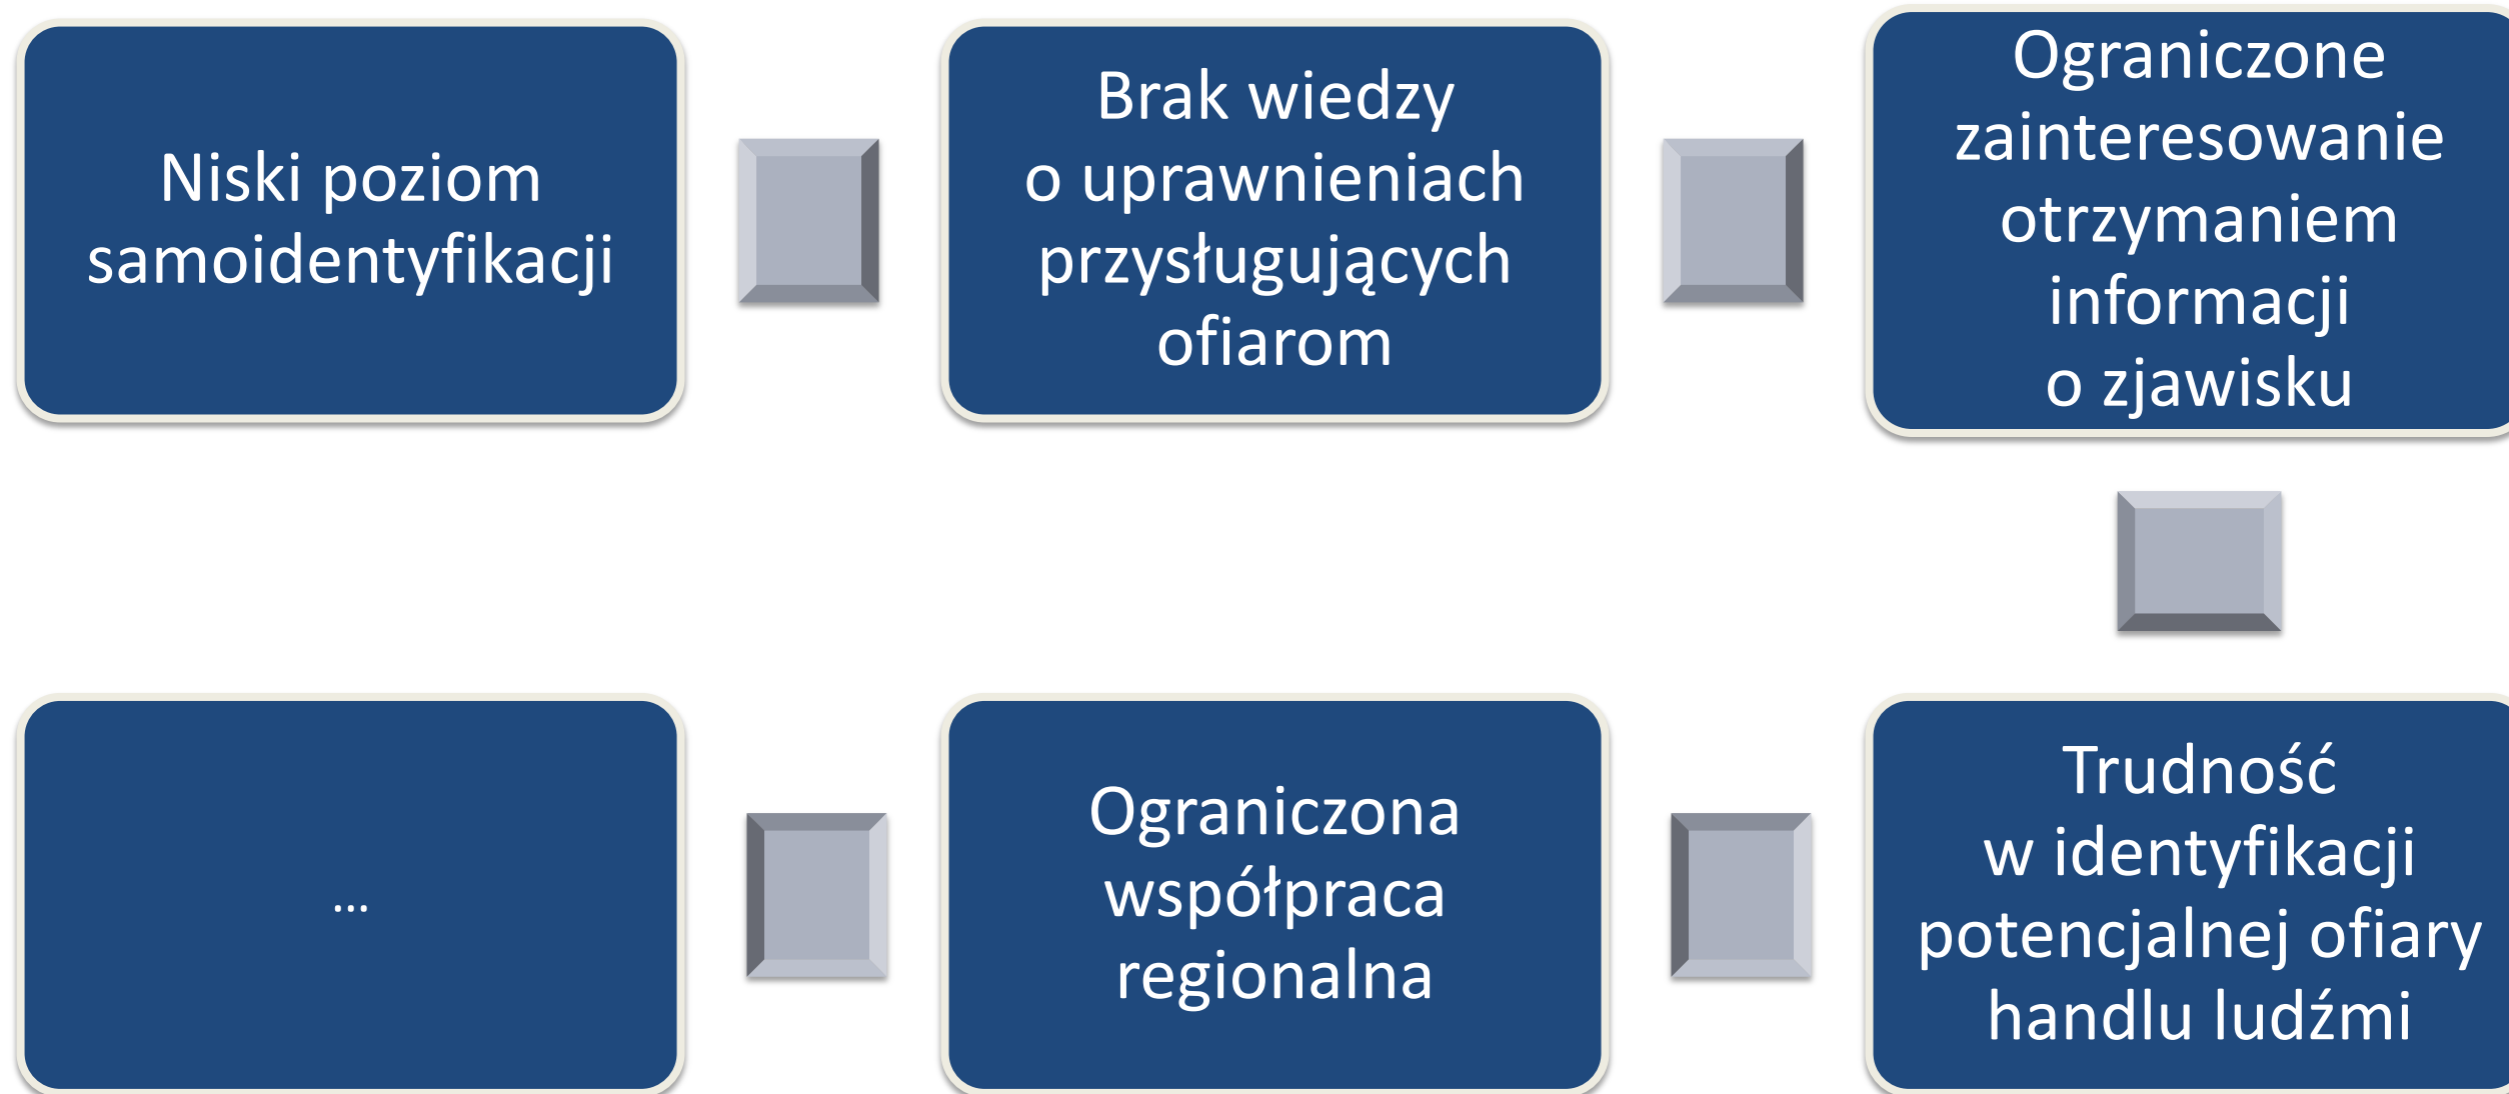 Niski poziom
samoidentyfikacji
Brak wiedzy
o uprawnieniach
przysługujących
ofiarom
Ograniczone
zainteresowanie
otrzymaniem
informacji
o zjawisku
Trudność
w identyfikacji
potencjalnej ofiary
handlu ludźmi
Ograniczona
współpraca
regionalna
...